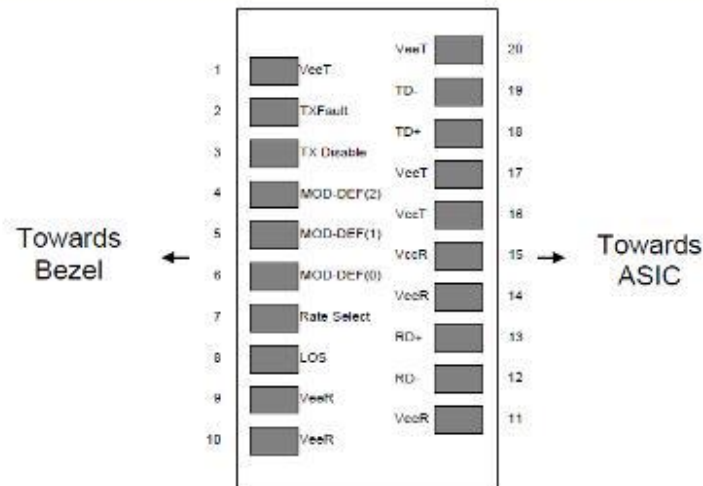 VeeT 20
1 VeeT
TD- 19
2 TXFault
TD+ 18
3 TX Disable
VeeT 17
4 MOD-DEF(2)
VccT 16
5 MOD-DEF(1)
Towards
Bezel
VccR 15
Towards
ASIC
6 MOD-DEF(0)
VeeR 14
7 Rate Select
RD+ 13
8 LOS
RD- 12
9 VeeR
VeeR 11
10 VeeR